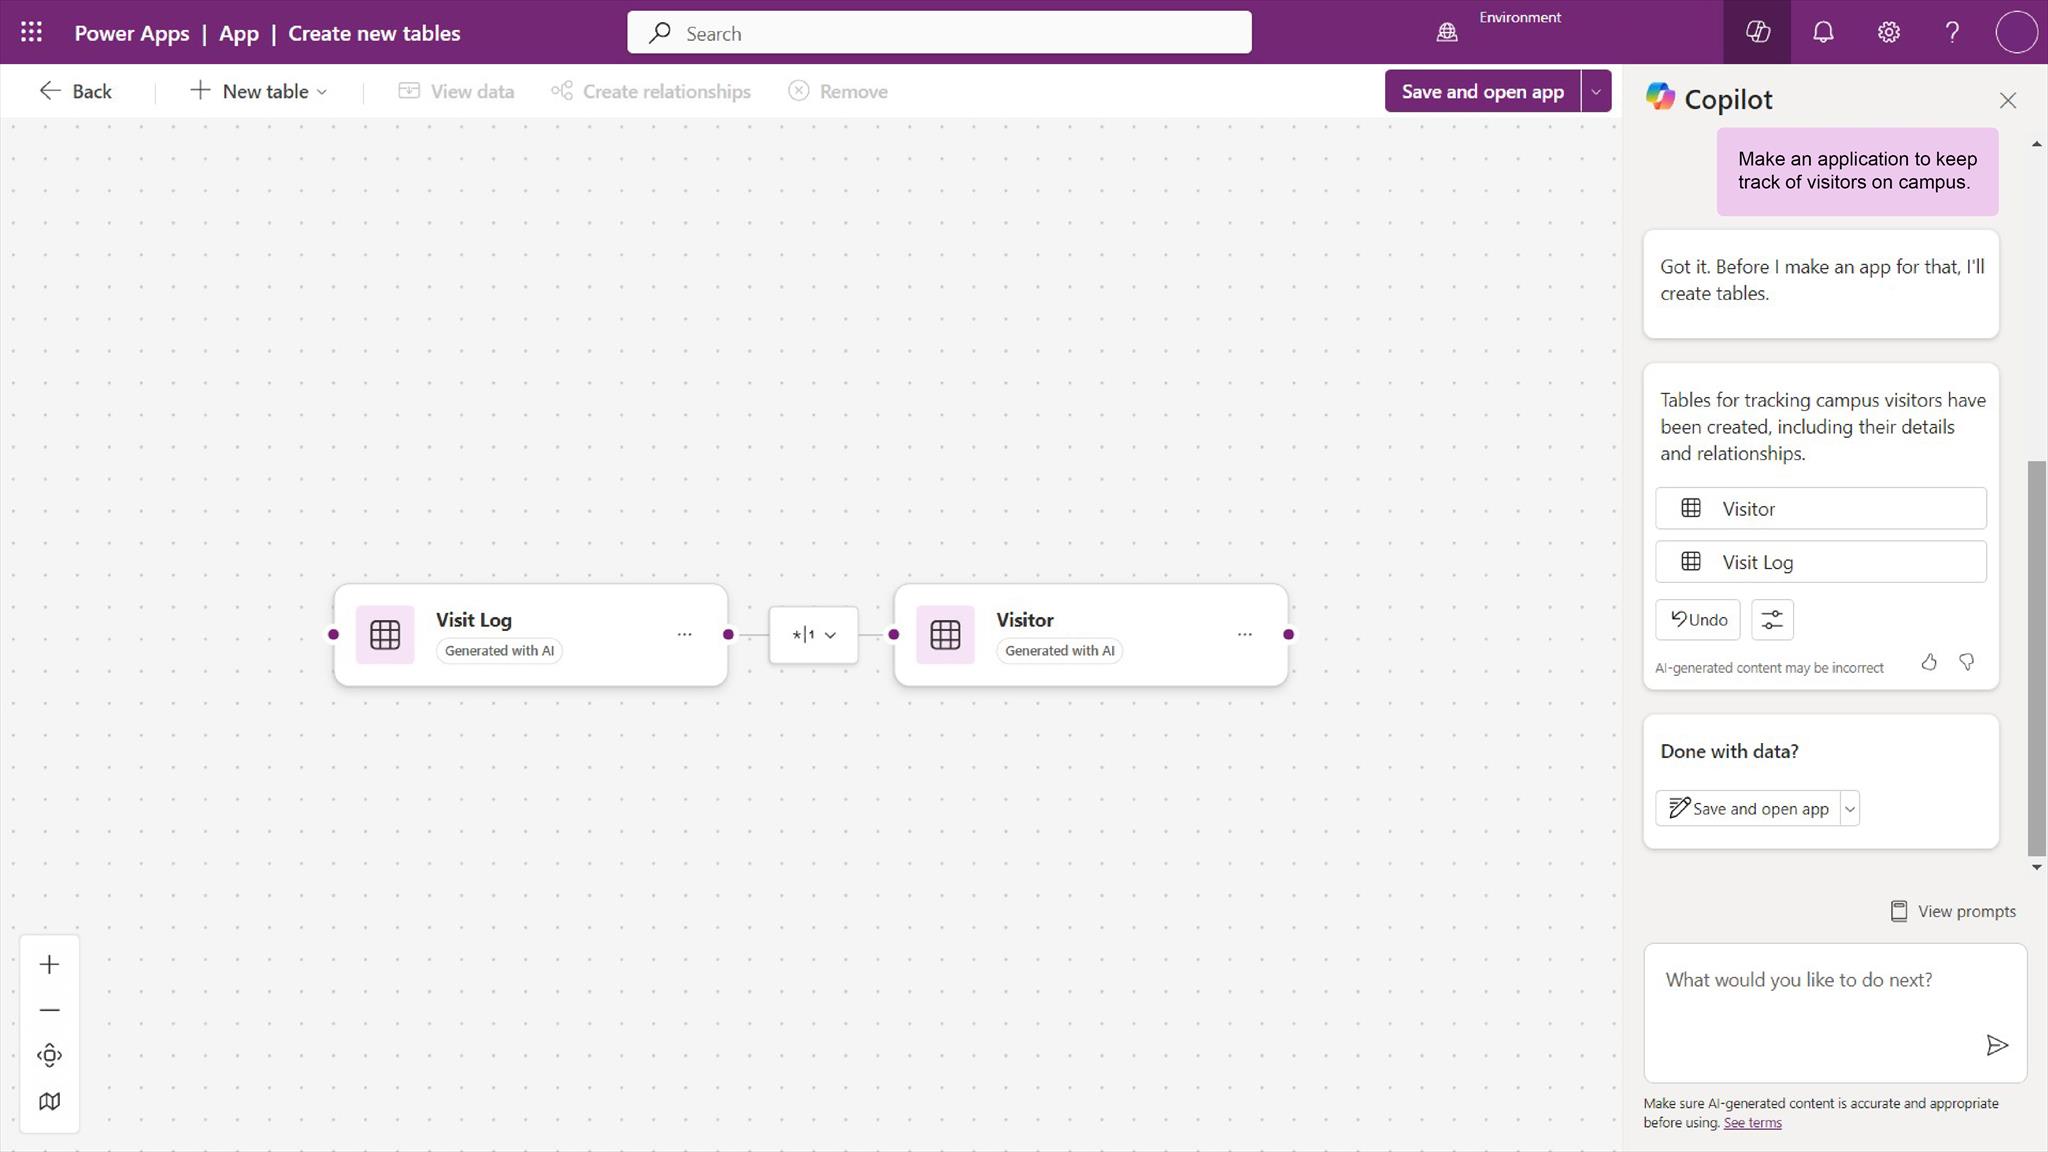 Power Apps | App | Create new tables
Search
Environment
Back
New table
View data
Create relationships
Remove
Save and open app
Copilot
Make an application to keep
track of visitors on campus.
Got it. Before I make an app for that, I'll
create tables.
Tables for tracking campus visitors have
been created, including their details
and relationships.
Visitor
Visit Log
Undo
AI-generated content may be incorrect
Done with data?
Save and open app
View prompts
What would you like to do next?
Make sure AI-generated content is accurate and appropriate
before using. See terms
Visit Log
Generated with AI
*|1
Visitor
Generated with AI